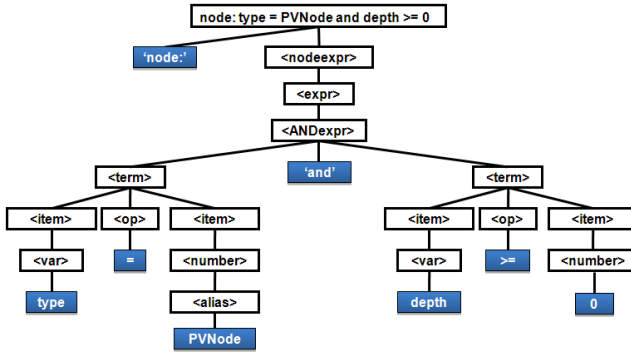 node: type = PVNode and depth >= 0
‘node:’ <nodeexpr>
<expr>
<ANDexpr>
<term> ‘and’ <term>
<item> <op> <item> <item> <op> <item>
<var> = <number> <var> >= <number>
type <alias> depth 0
PVNode